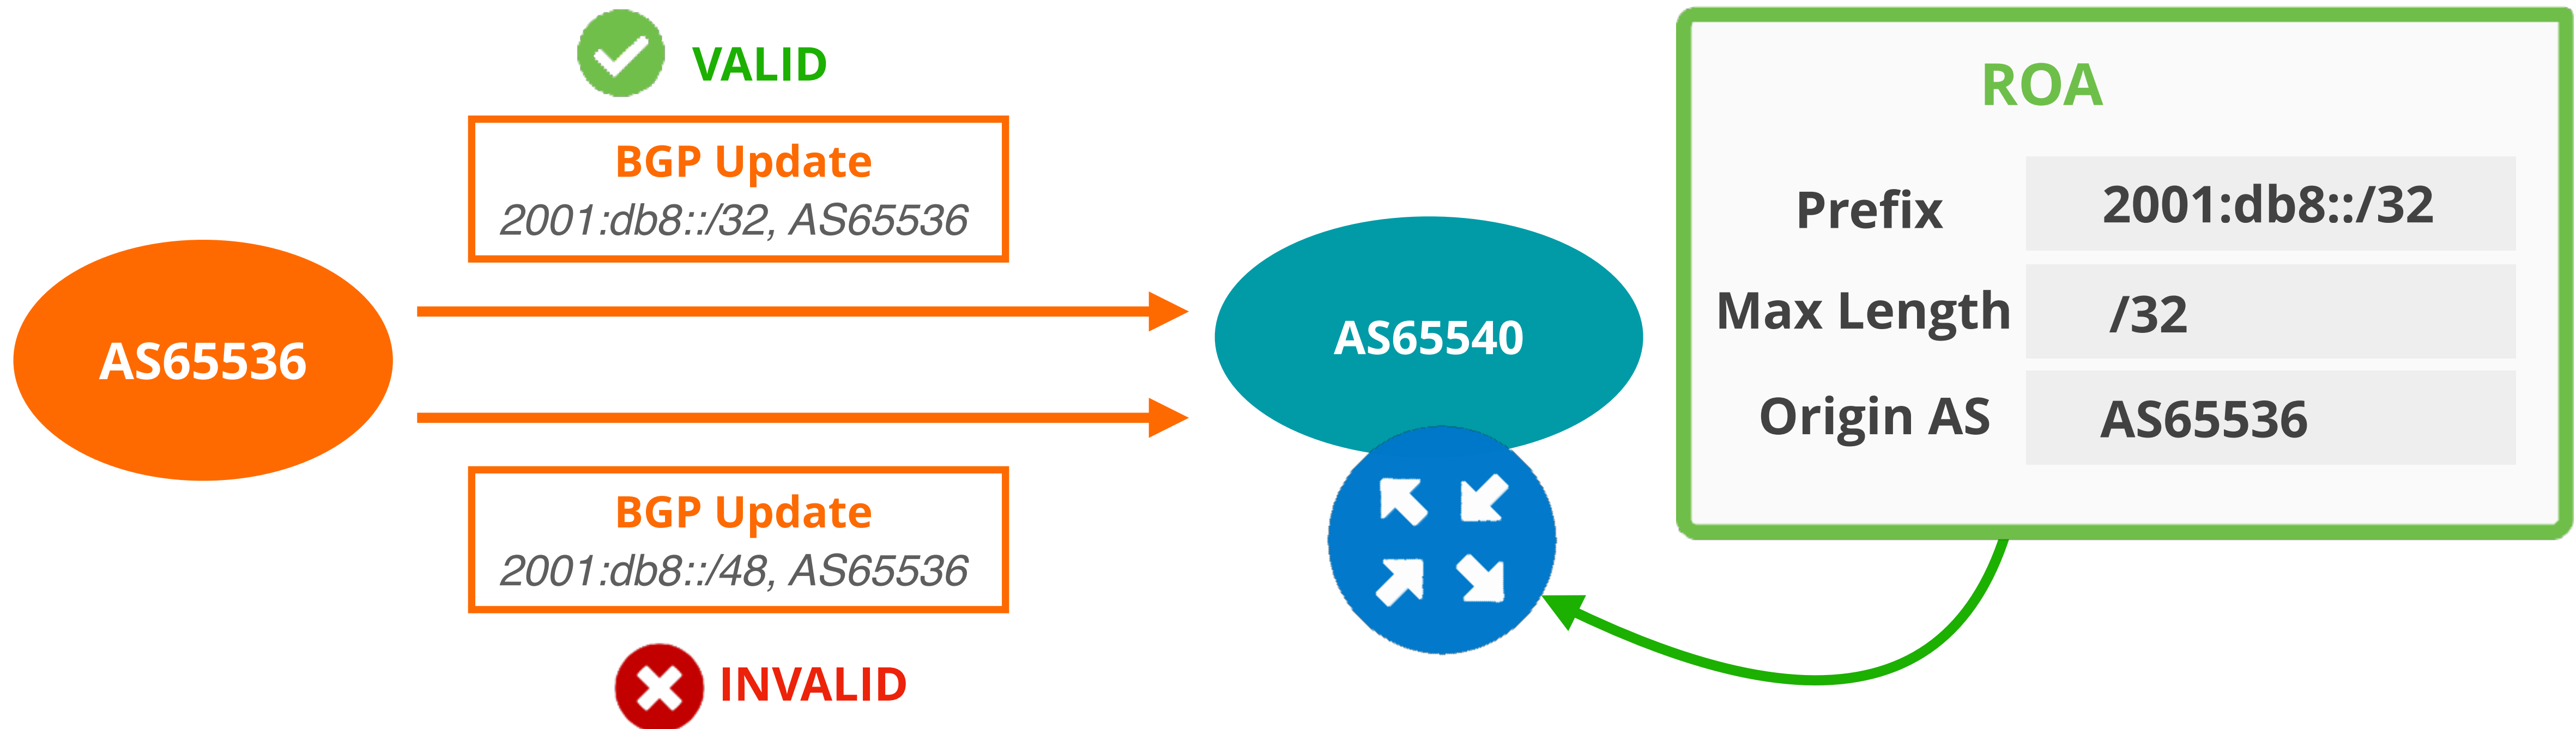 VALID
BGP Update
2001:db8::/32, AS65536
AS65536
BGP Update
2001:db8::/48, AS65536
INVALID
AS65540
ROA
Prefix 2001:db8::/32
Max Length /32
Origin AS AS65536